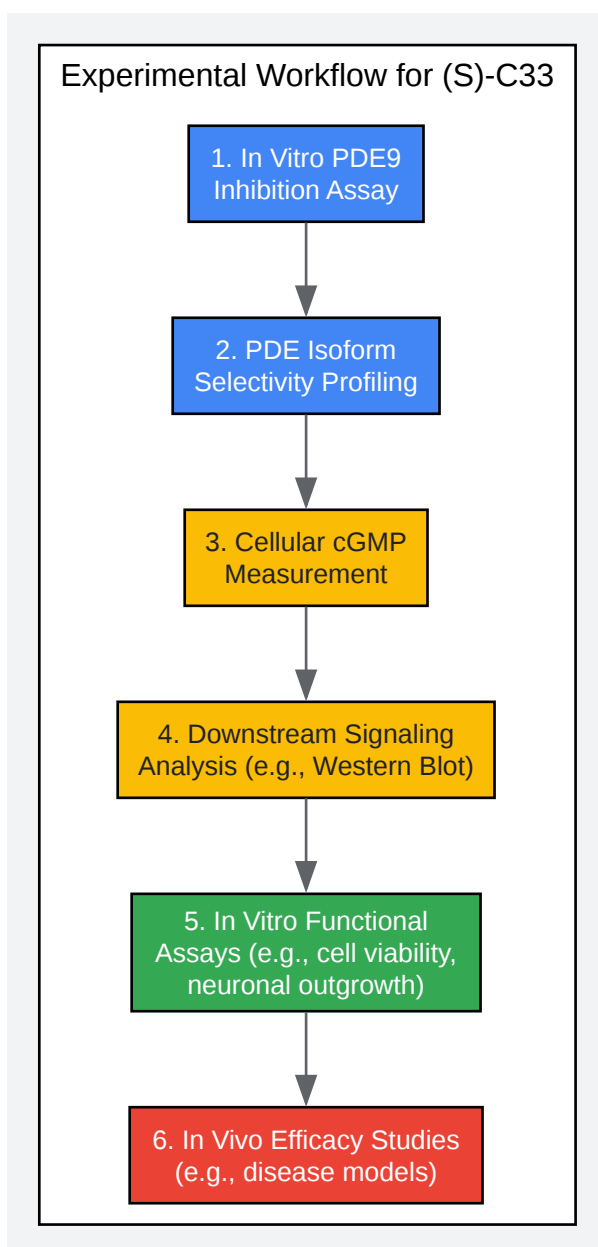 Experimental Workflow for (S)-C33
1. In Vitro PDE9
Inhibition Assay
2. PDE Isoform
Selectivity Profiling
3. Cellular cGMP
Measurement
4. Downstream Signaling
Analysis (e.g., Western Blot)
5. In Vitro Functional
Assays (e.g., cell viability,
neuronal outgrowth)
6. In Vivo Efficacy Studies
(e.g., disease models)